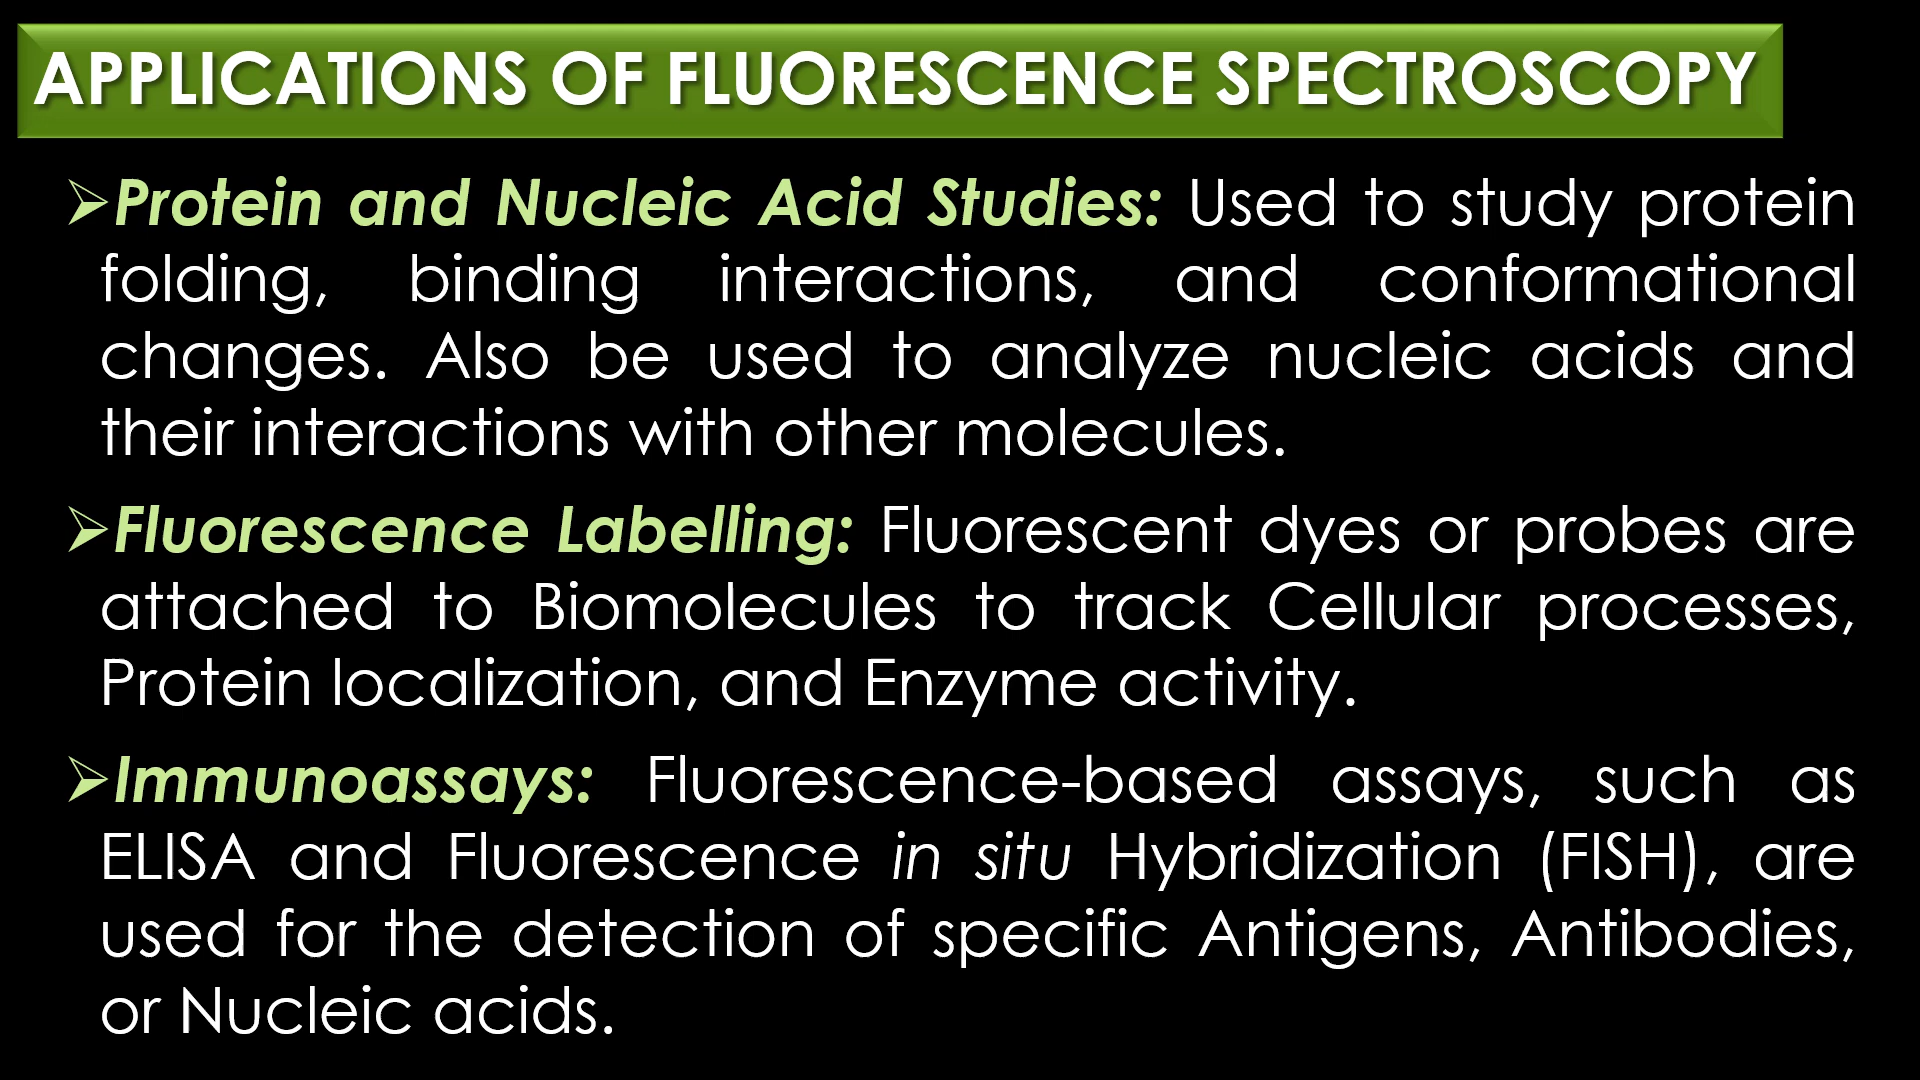 APPLICATIONS OF FLUORESCENCE SPECTROSCOPY
➢Protein and Nucleic Acid Studies: Used to study protein
folding, binding interactions, and conformational
changes. Also be used to analyze nucleic acids and
their interactions with other molecules.
➢Fluorescence Labelling: Fluorescent dyes or probes are
attached to Biomolecules to track Cellular processes,
Protein localization, and Enzyme activity.
➢Immunoassays: Fluorescence-based assays, such as
ELISA and Fluorescence in situ Hybridization (FISH), are
used for the detection of specific Antigens, Antibodies,
or Nucleic acids.